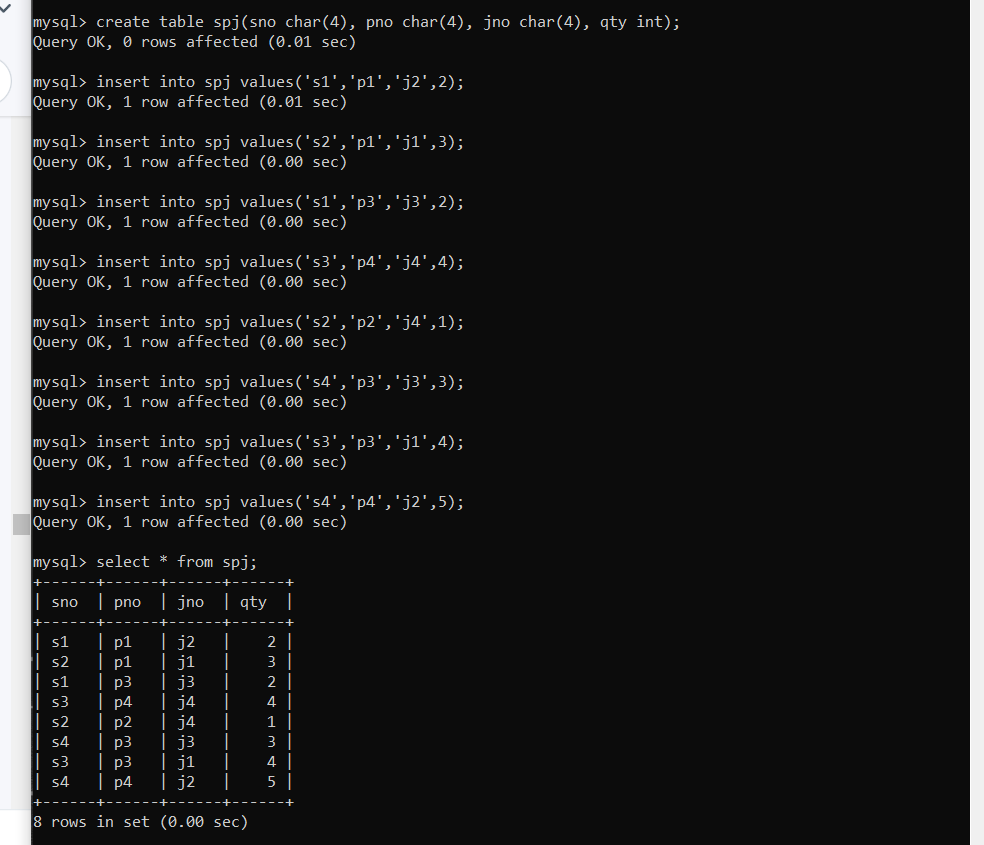 mysql> create table spj(sno char(4), pno char(4), jno char(4), qty int);
Query OK, 0 rows affected (0.01 sec)
mysql> insert into spj values('s1','p1','j2',2);
Query OK, 1 row affected (0.01 sec)
mysql> insert into spj values('s2','p1','j1',3);
Query OK, 1 row affected (0.00 sec)
mysql> insert into spj values('s1','p3','j3',2);
Query OK, 1 row affected (0.00 sec)
mysql> insert into spj values('s3','p4','j4',4);
Query OK, 1 row affected (0.00 sec)
mysql> insert into spj values('s2','p2','j4',1);
Query OK, 1 row affected (0.00 sec)
mysql> insert into spj values('s4','p3','j3',3);
Query OK, 1 row affected (0.00 sec)
mysql> insert into spj values('s3','p3','j1',4);
Query OK, 1 row affected (0.00 sec)
mysql> insert into spj values('s4','p4','j2',5);
Query OK, 1 row affected (0.00 sec)
mysql> select * from spj;
+------+------+------+------+
| sno  | pno  | jno  | qty  |
+------+------+------+------+
| s1   | p1   | j2   |    2 |
| s2   | p1   | j1   |    3 |
| s1   | p3   | j3   |    2 |
| s3   | p4   | j4   |    4 |
| s2   | p2   | j4   |    1 |
| s4   | p3   | j3   |    3 |
| s3   | p3   | j1   |    4 |
| s4   | p4   | j2   |    5 |
+------+------+------+------+
8 rows in set (0.00 sec)